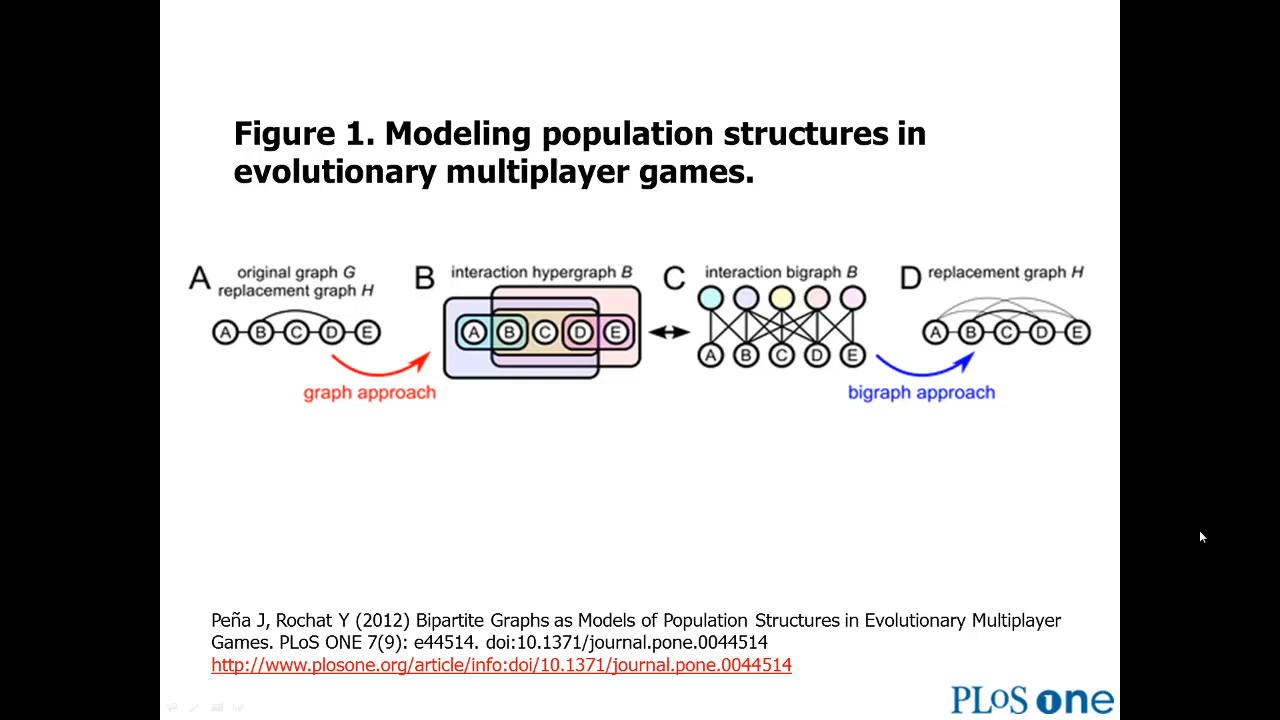 Figure 1. Modeling population structures in
evolutionary multiplayer games.
A
original graph G
replacement graph H
A B C D E
graph approach
B
interaction hypergraph B
A B C D E
C
interaction bigraph B
A B C D E
bigraph approach
D
replacement graph H
A B C D E
Peña J, Rochat Y (2012) Bipartite Graphs as Models of Population Structures in Evolutionary Multiplayer
Games. PLoS ONE 7(9): e44514. doi:10.1371/journal.pone.0044514
http://www.plosone.org/article/info:doi/10.1371/journal.pone.0044514
PLoS one